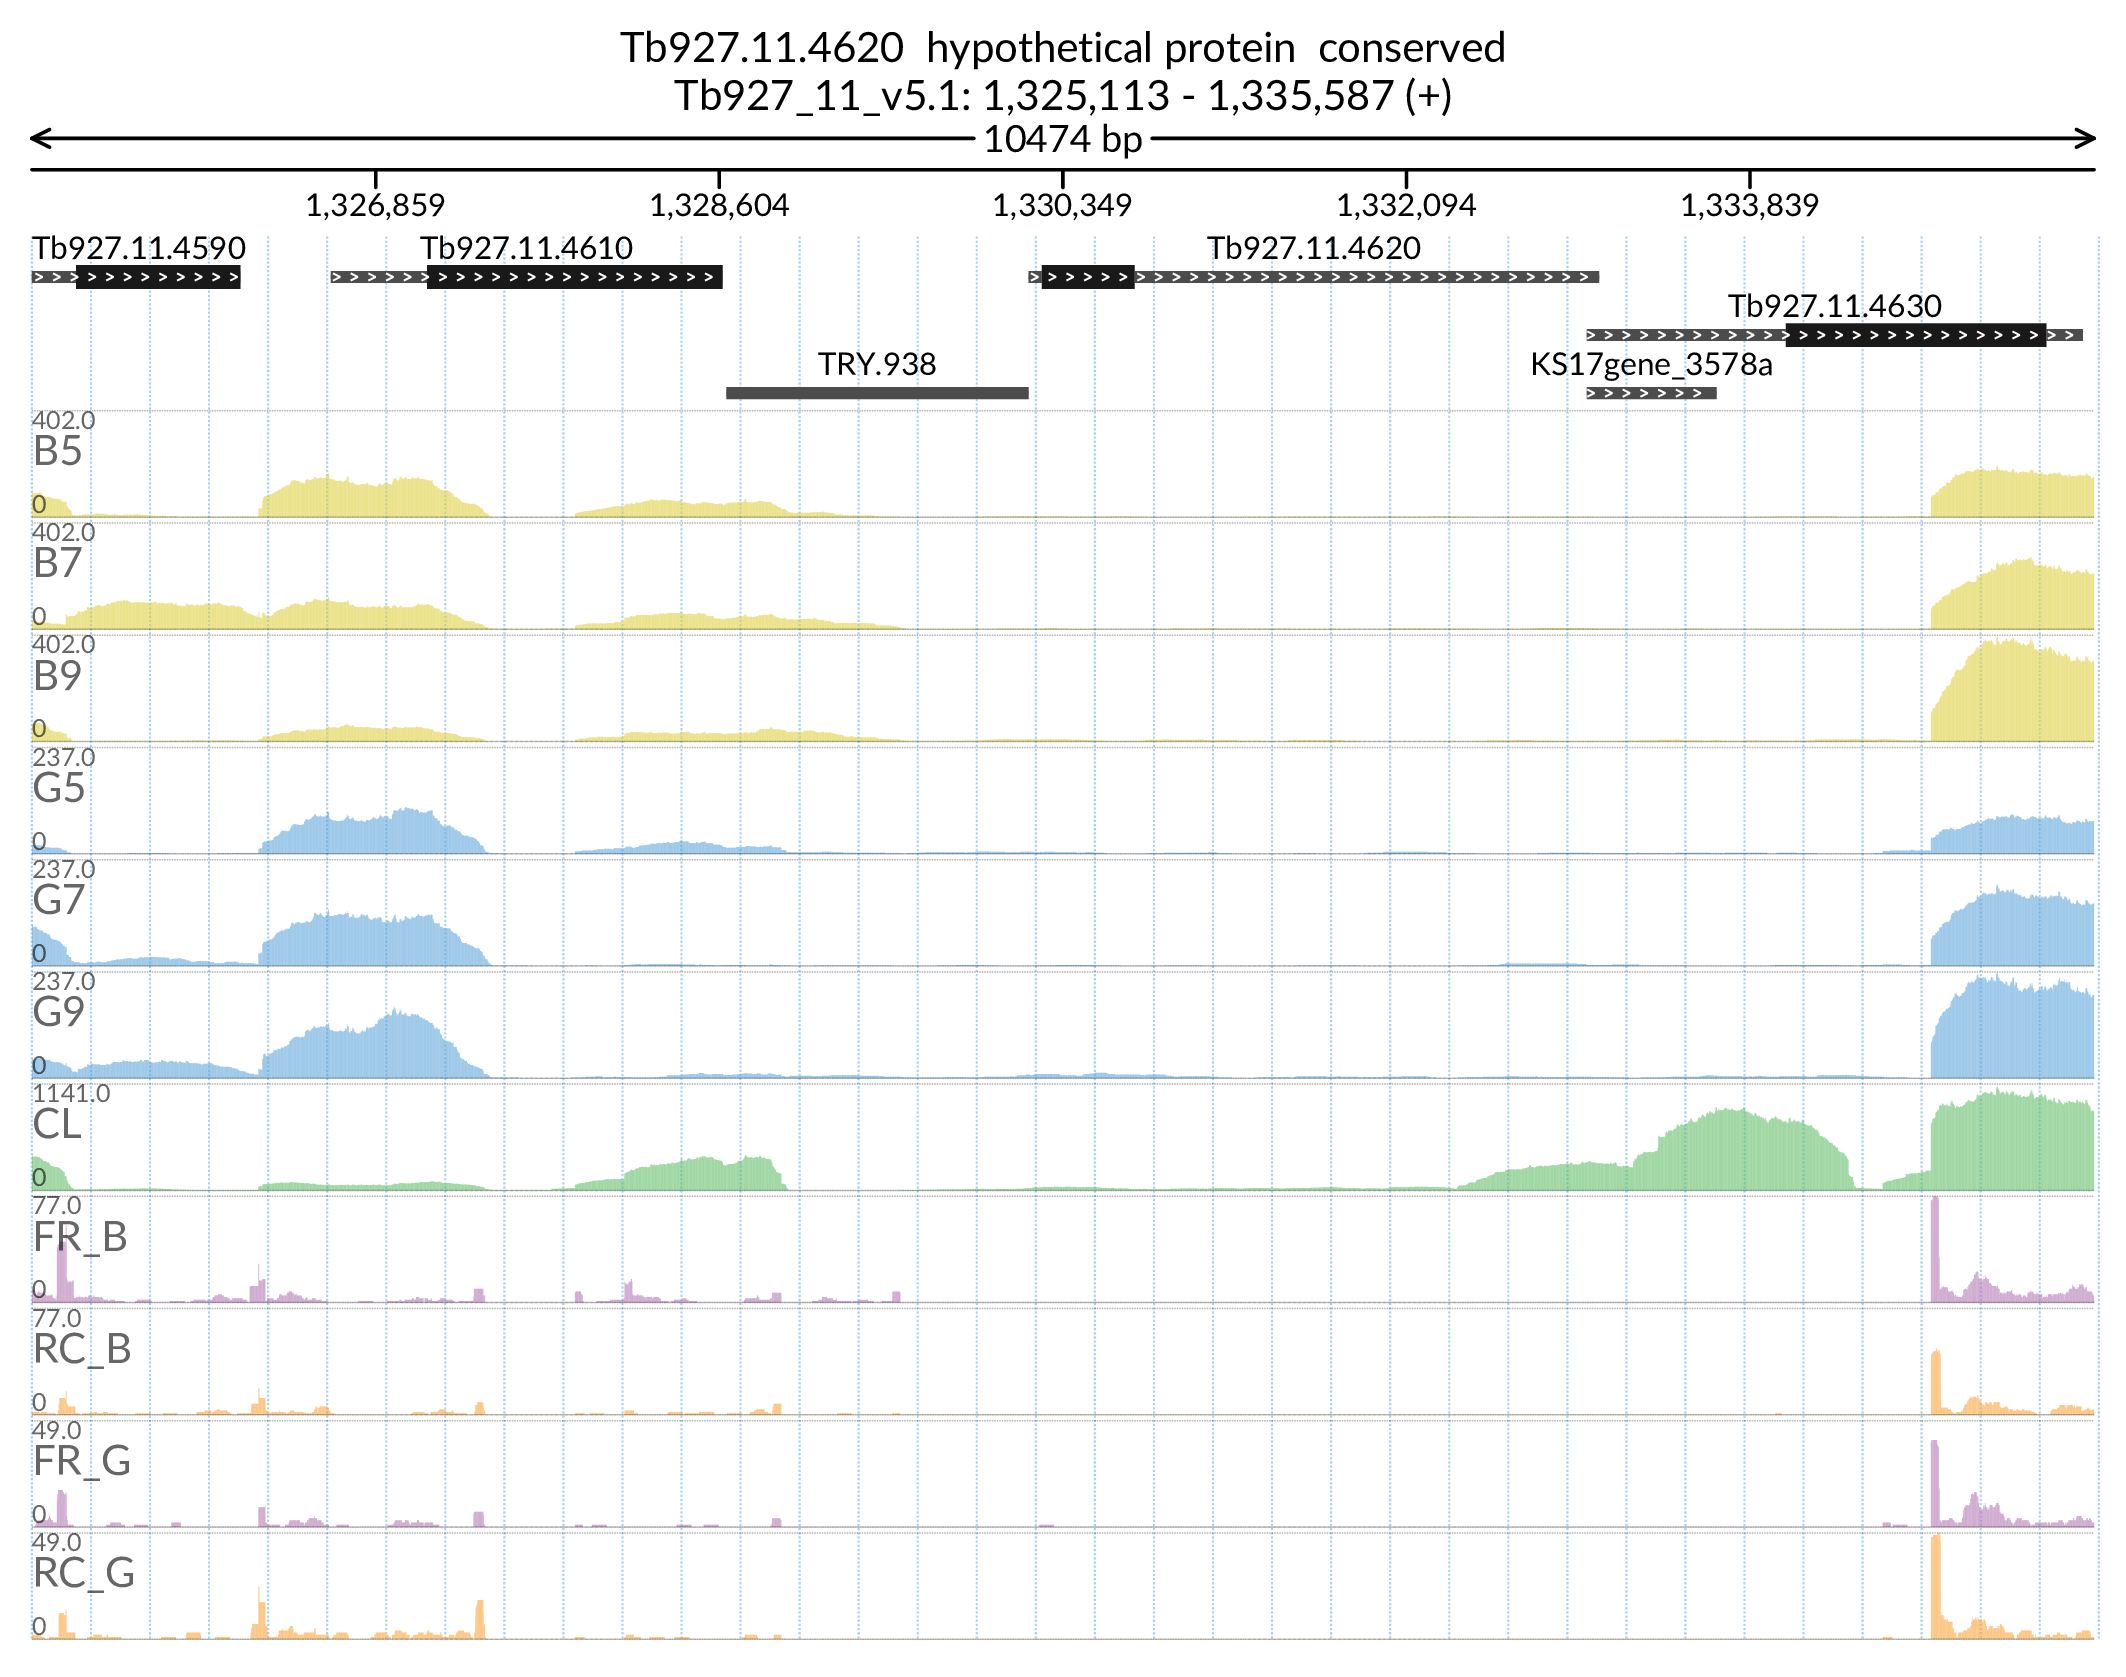 Tb927.11.4620  hypothetical protein  conserved
Tb927_11_v5.1: 1,325,113 - 1,335,587 (+)
10474 bp
1,326,859 1,328,604 1,330,349 1,332,094 1,333,839
Tb927.11.4590 Tb927.11.4610 Tb927.11.4620
Tb927.11.4630
TRY.938 KS17gene_3578a
402.0
B5
0
402.0
B7
0
402.0
B9
0
237.0
G5
0
237.0
G7
0
237.0
G9
0
1141.0
CL
0
77.0
FR_B
0
77.0
RC_B
0
49.0
FR_G
0
49.0
RC_G
0